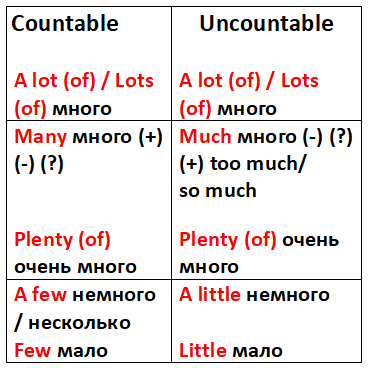 Countable
A lot (of) / Lots
(of) много
Uncountable
A lot (of) / Lots
(of) много
Many много (+)
(-) (?)
Plenty (of)
очень много
Much много (-) (?)
(+) too much/
so much
Plenty (of) очень
много
A few немного
/ несколько
Few мало
A little немного
Little мало